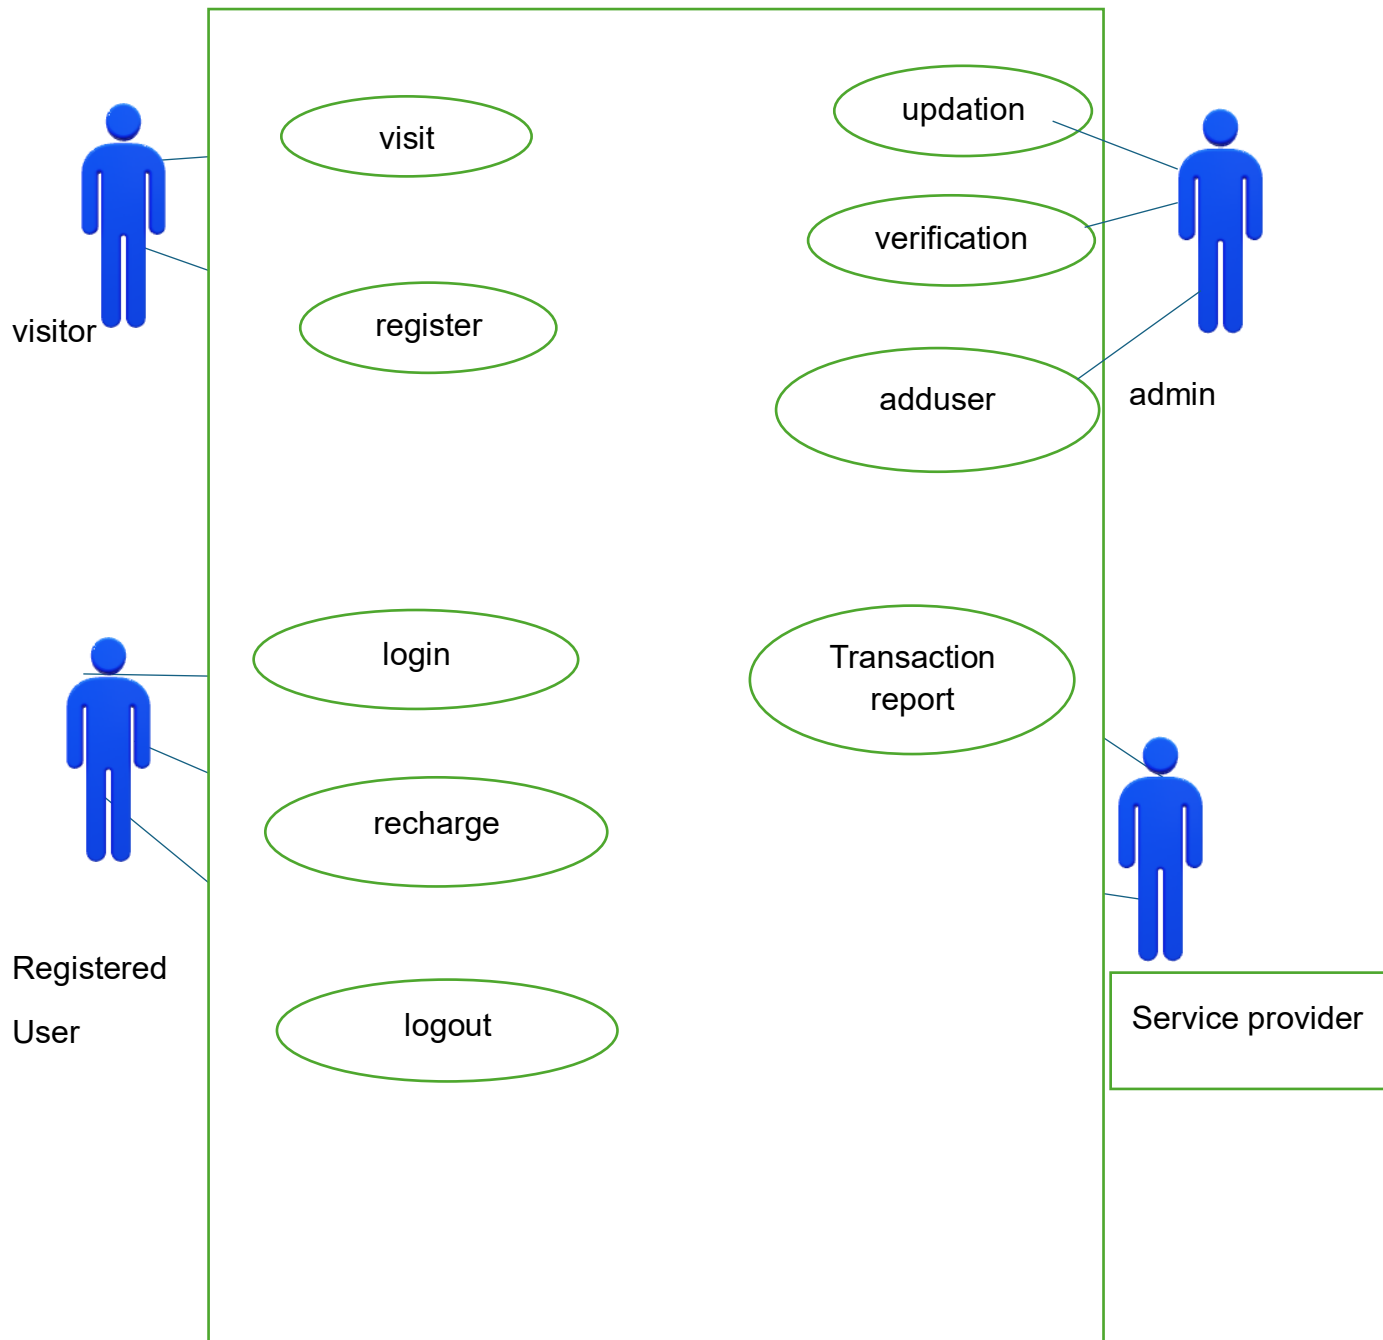 visit
register
visitor
updation
verification
adduser
admin
login
recharge
logout
Registered
User
Transaction
report
Service provider